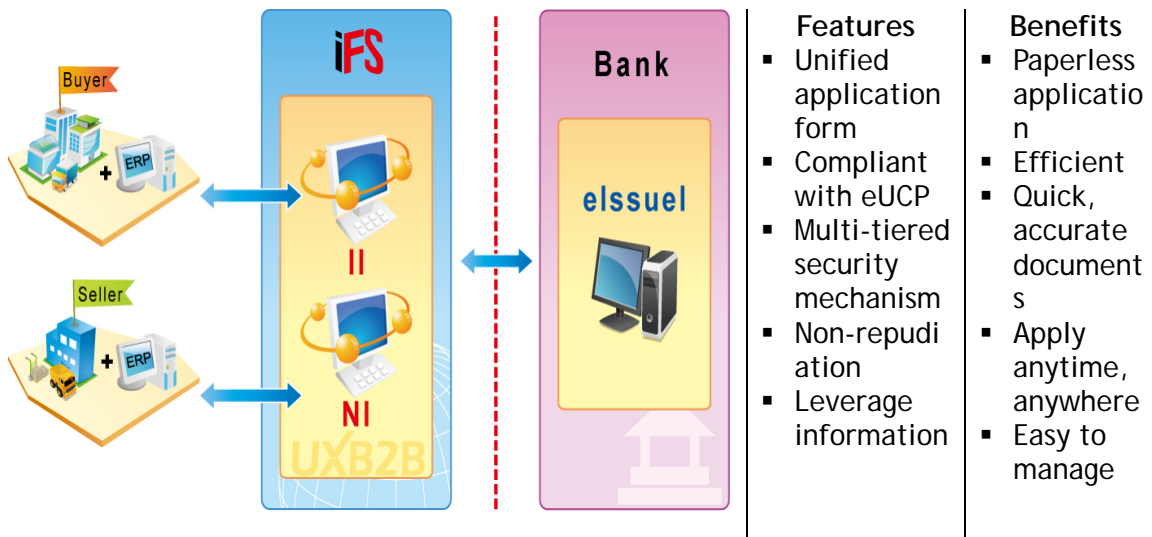 Buyer
ERP
+
Seller
ERP
+
iFS
II
NI
UXB2B
Bank
eIssuel
Features
▪ Unified
application
form
▪ Compliant
with eUCP
▪ Multi-tiered
security
mechanism
▪ Non-repudi
ation
▪ Leverage
information
Benefits
▪ Paperless
applicatio
n
▪ Efficient
▪ Quick,
accurate
document
s
▪ Apply
anytime,
anywhere
▪ Easy to
manage